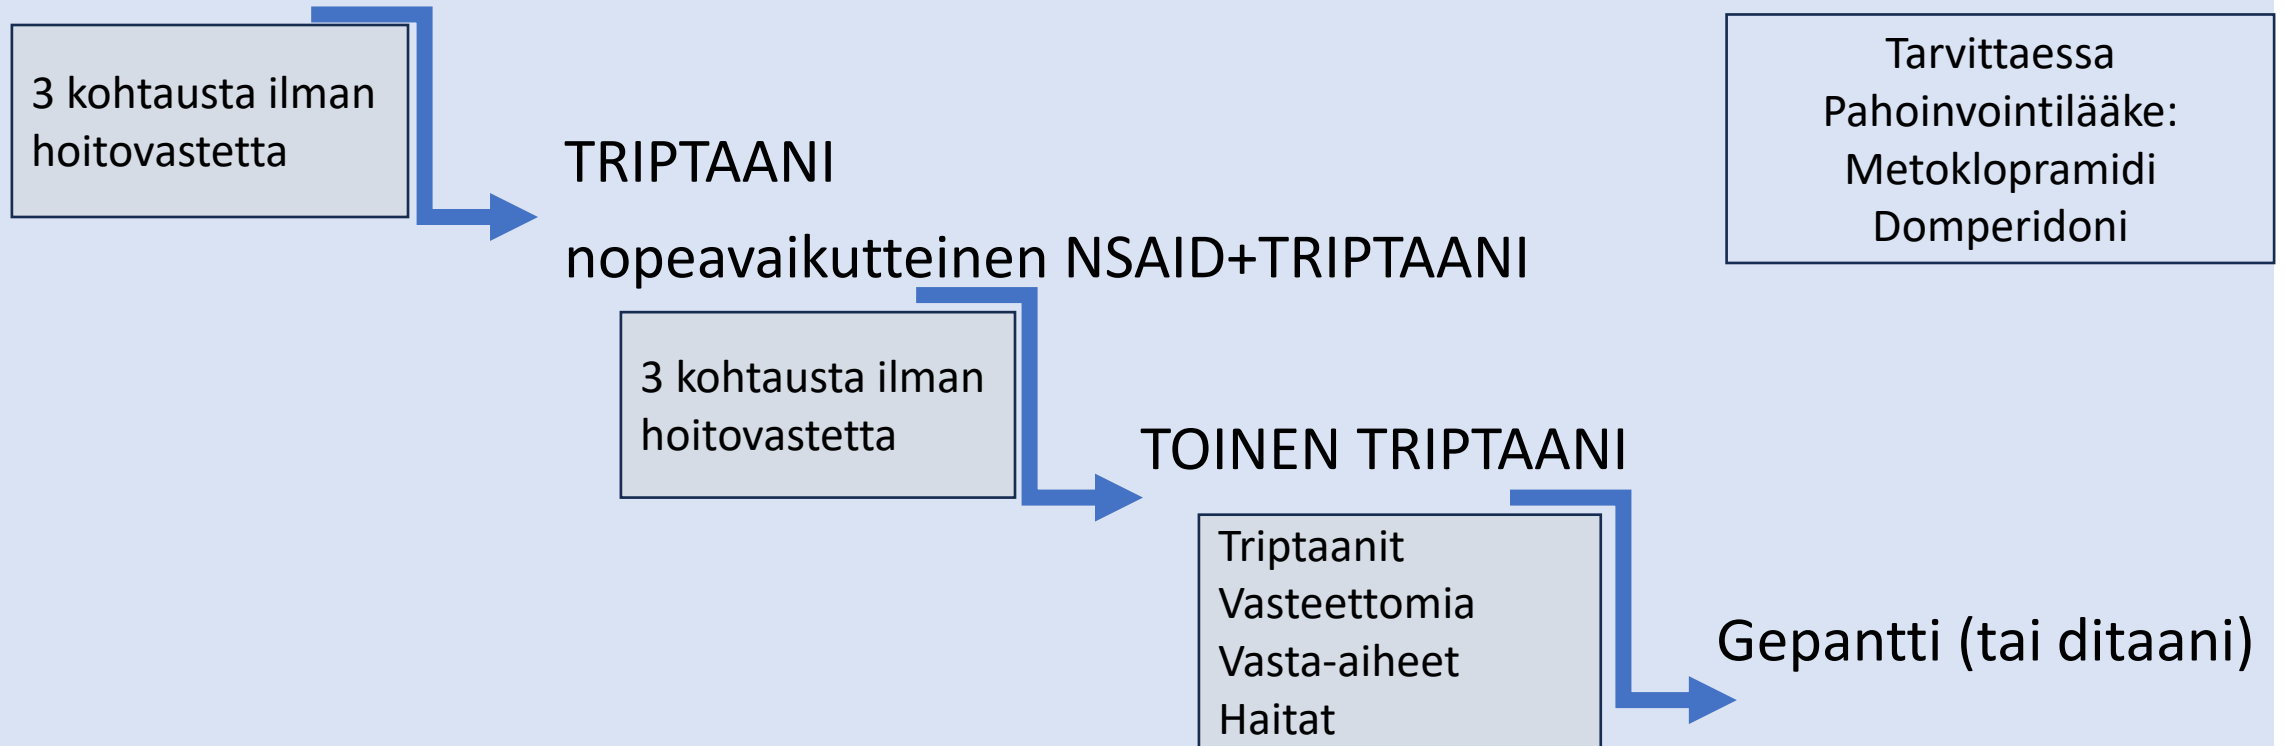 3 kohtausta ilman
hoitovastetta
Tarvittaessa
Pahoinvointilääke:
Metoklopramidi
Domperidoni
TRIPTAANI
nopeavaikutteinen NSAID+TRIPTAANI
3 kohtausta ilman
hoitovastetta
TOINEN TRIPTAANI
Triptaanit
Vasteettomia
Vasta-aiheet
Haitat
Gepantti (tai ditaani)